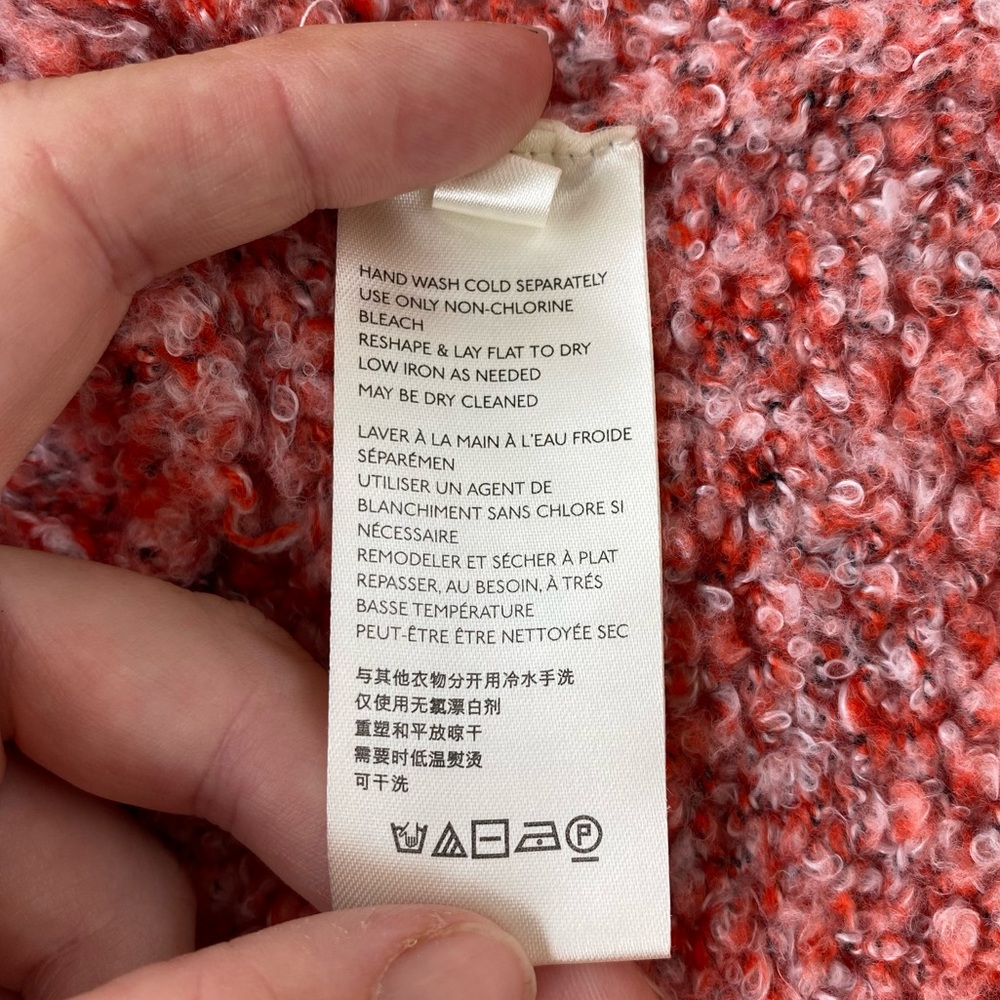 HAND WASH COLD SEPARATELY
USE ONLY NON-CHLORINE
BLEACH
RESHAPE & LAY FLAT TO DRY
LOW IRON AS NEEDED
MAY BE DRY CLEANED
LAVER À LA MAIN À L'EAU FROIDE
SÉPARÉMEN
UTILISER UN AGENT DE
BLANCHIMENT SANS CHLORE SI
NÉCESSAIRE
REMODELER ET SÉCHER À PLAT
REPASSER, AU BESOIN, À TRÉS
BASSE TEMPÉRATURE
PEUT-ÊTRE ÊTRE NETTOYÉE SEC
与其他衣物分开用冷水手洗
仅使用无氯漂白剂
重塑和平放晾干
需要时低温熨烫
可干洗
P